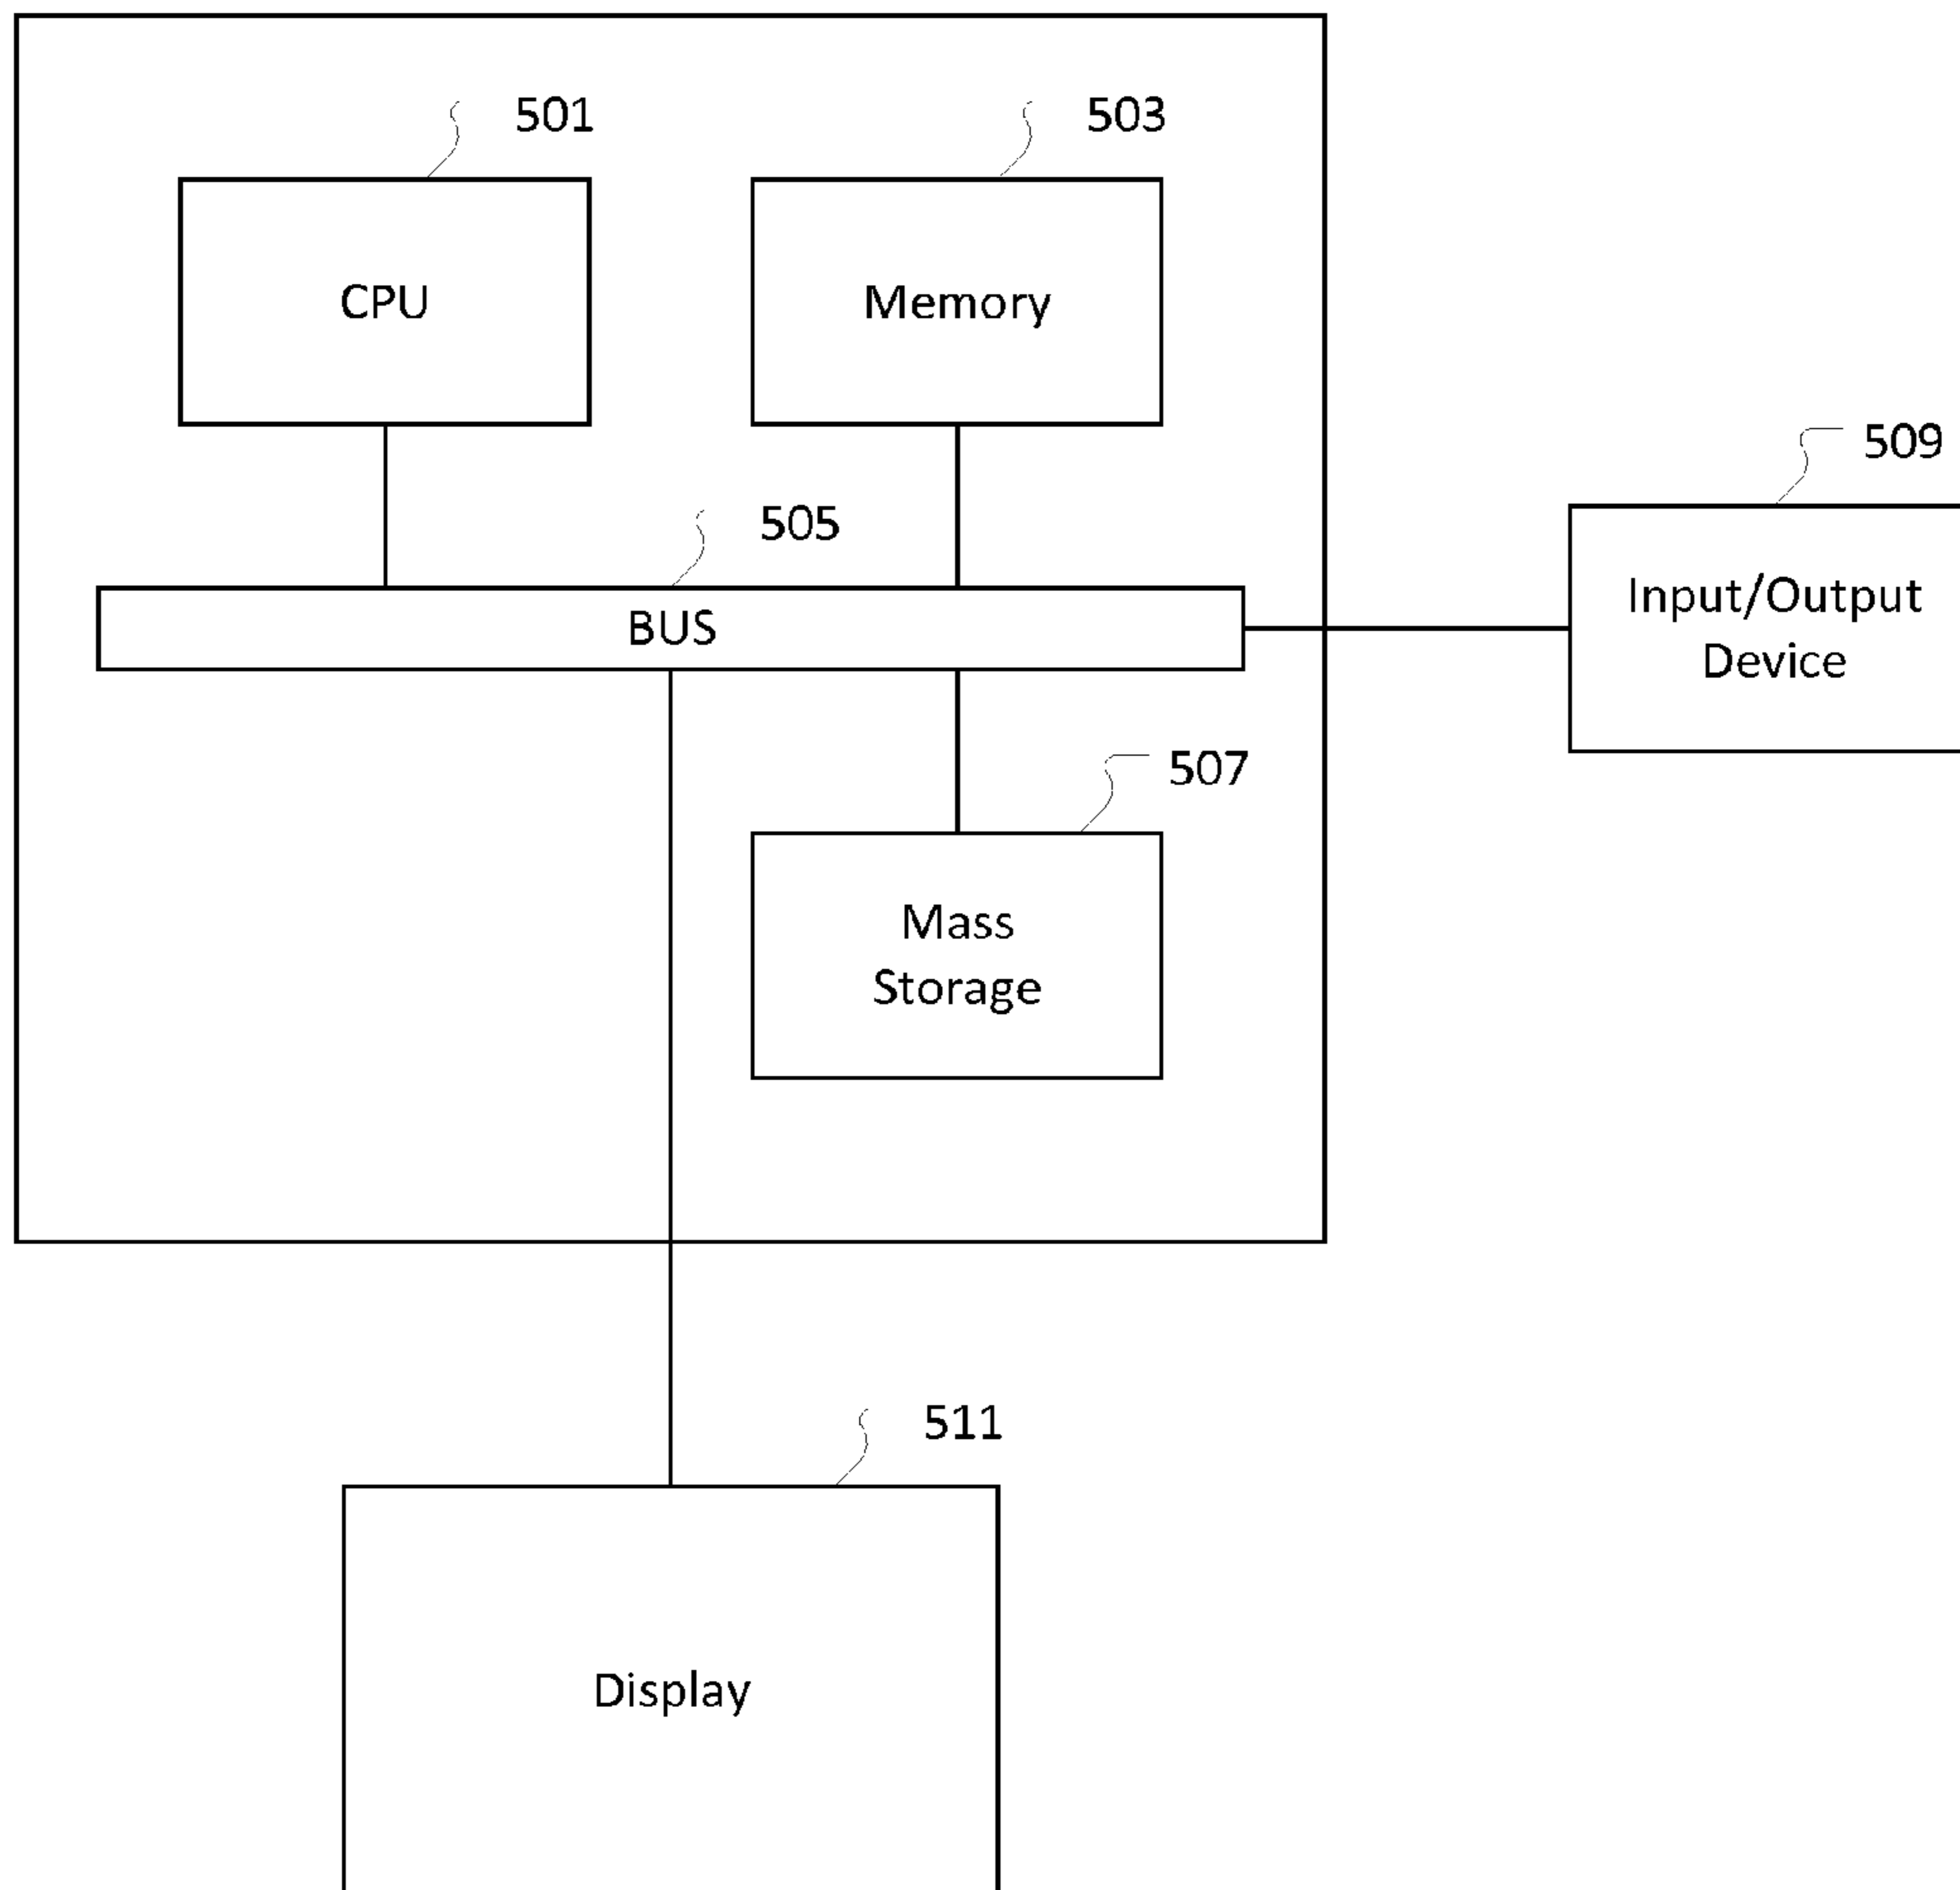 501
503
CPU
Memory
509
505
Input/Output
Device
BUS
507
Mass
Storage
511
Display